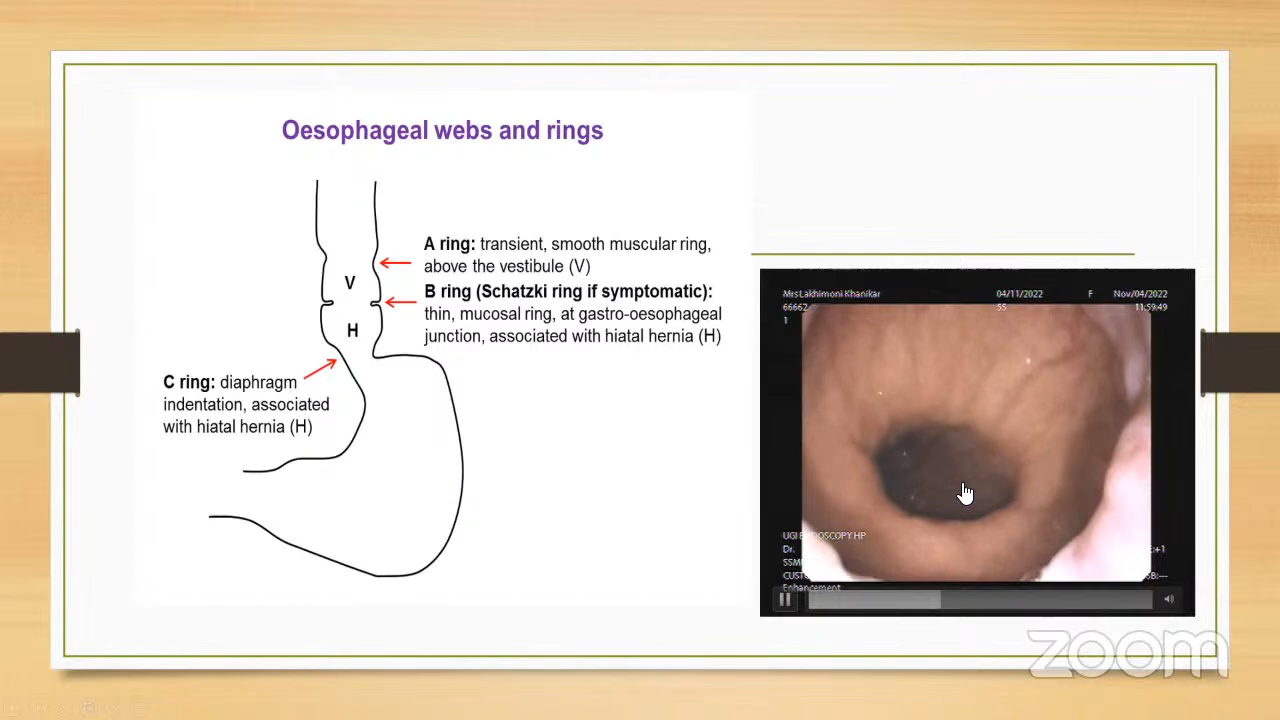 Oesophageal webs and rings
A ring: transient, smooth muscular ring,
above the vestibule (V)
V
B ring (Schatzki ring if symptomatic):
thin, mucosal ring, at gastro-oesophageal
junction, associated with hiatal hernia (H)
H
C ring: diaphragm
indentation, associated
with hiatal hernia (H)
Mrs Lakhimoni Khanikar 04/11/2022 F Nov/04/2022
66662 55 11:59:49
1
UGI ENDOSCOPY HP
Dr. E:+1
SSM
CUST SB:---
Enhancement
zoom